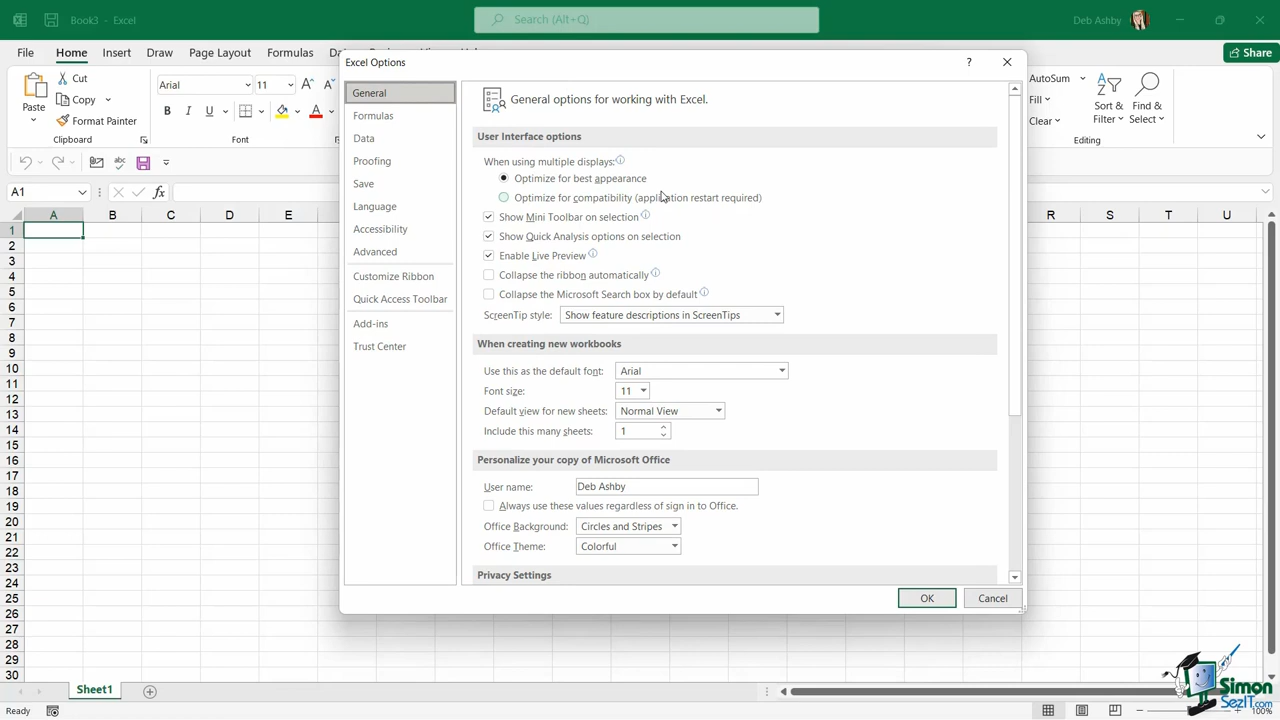 Book3 - Excel
Search (Alt+Q)
Deb Ashby
File Home Insert Draw Page Layout Formulas
Share
Excel Options
?
Paste
Cut
Copy
Format Painter
Clipboard
Arial
11
B I U
Font
AutoSum
Fill
Clear
Sort & Filter
Find & Select
Editing
A1
fx
A B C D E R S T U
1
2
3
4
5
6
7
8
9
10
11
12
13
14
15
16
17
18
19
20
21
22
23
24
25
26
27
28
29
30
General
Formulas
Data
Proofing
Save
Language
Accessibility
Advanced
Customize Ribbon
Quick Access Toolbar
Add-ins
Trust Center
General options for working with Excel.
User Interface options
When using multiple displays:
Optimize for best appearance
Optimize for compatibility (application restart required)
Show Mini Toolbar on selection
Show Quick Analysis options on selection
Enable Live Preview
Collapse the ribbon automatically
Collapse the Microsoft Search box by default
ScreenTip style: Show feature descriptions in ScreenTips
When creating new workbooks
Use this as the default font: Arial
Font size: 11
Default view for new sheets: Normal View
Include this many sheets: 1
Personalize your copy of Microsoft Office
User name: Deb Ashby
Always use these values regardless of sign in to Office.
Office Background: Circles and Stripes
Office Theme: Colorful
Privacy Settings
OK
Cancel
Sheet1
Ready
100%
Simon
SezIT.com